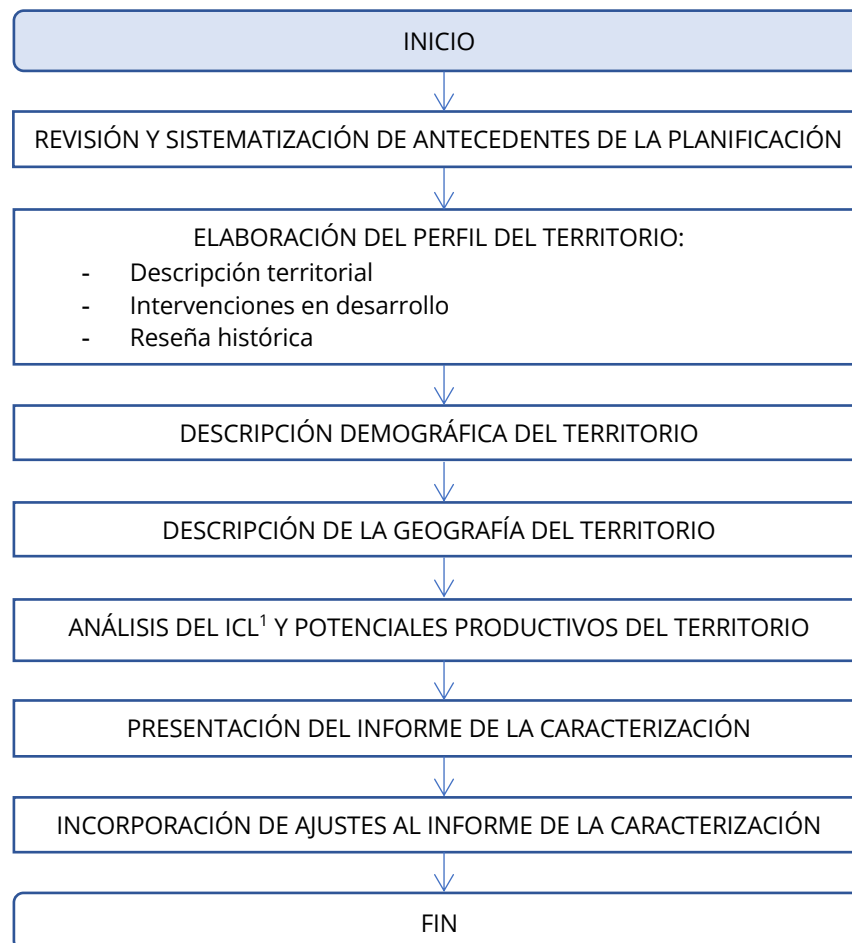 INICIO
REVISIÓN Y SISTEMATIZACIÓN DE ANTECEDENTES DE LA PLANIFICACIÓN
ELABORACIÓN DEL PERFIL DEL TERRITORIO:
- Descripción territorial
- Intervenciones en desarrollo
- Reseña histórica
DESCRIPCIÓN DEMOGRÁFICA DEL TERRITORIO
DESCRIPCIÓN DE LA GEOGRAFÍA DEL TERRITORIO
ANÁLISIS DEL ICL¹ Y POTENCIALES PRODUCTIVOS DEL TERRITORIO
PRESENTACIÓN DEL INFORME DE LA CARACTERIZACIÓN
INCORPORACIÓN DE AJUSTES AL INFORME DE LA CARACTERIZACIÓN
FIN